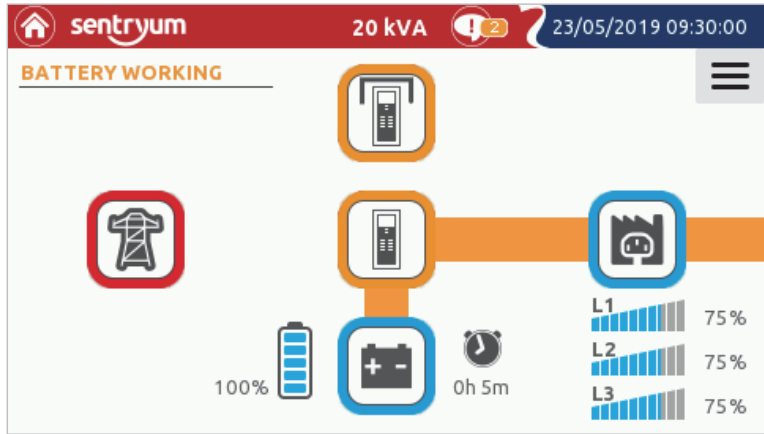 sentryum 20 kVA ! 2 23/05/2019 09:30:00
BATTERY WORKING
L1 75%
L2 75%
L3 75%
100%
+ -
0h 5m